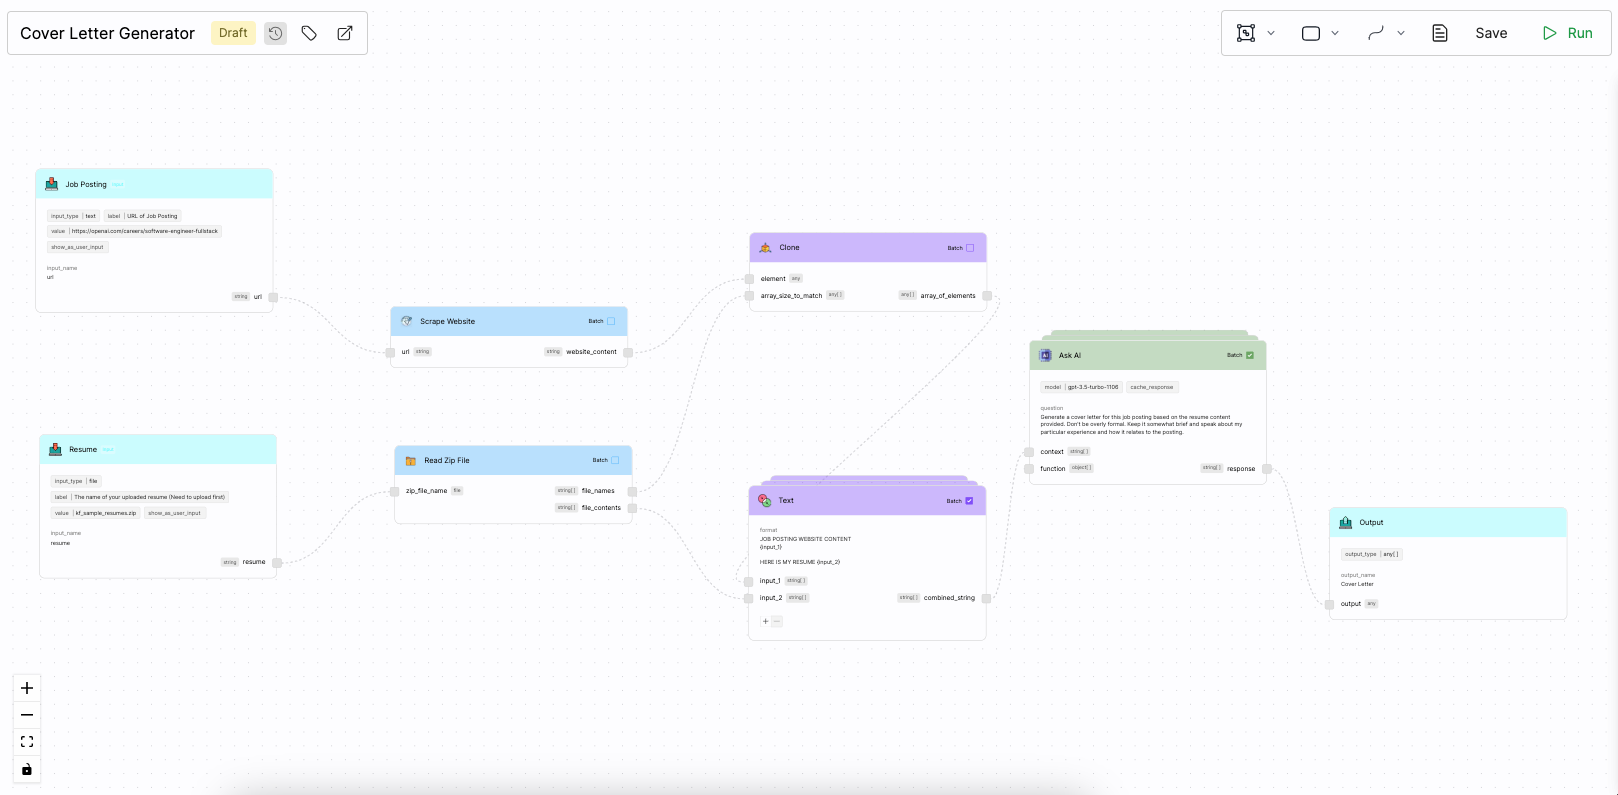 Cover Letter Generator Draft
Save Run
Job Posting input
input_type | text label | URL of Job Posting
value | https://openai.com/careers/software-engineer-fullstack
show_as_user_input
input_name
url
string url
Scrape Website Batch
url string string website_content
Resume input
input_type | file
label | The name of your uploaded resume (Need to upload first)
value | kf_sample_resumes.zip show_as_user_input
input_name
resume
string resume
Read Zip File Batch
zip_file_name file string[] file_names
string[] file_contents
Clone Batch
element any
array_size_to_match any[] any[] array_of_elements
Text Batch
format
JOB POSTING WEBSITE CONTENT
{input_1}
HERE IS MY RESUME {input_2}
input_1 string[]
input_2 string[] string[] combined_string
Ask AI Batch
model | gpt-3.5-turbo-1106 cache_response
question
Generate a cover letter for this job posting based on the resume content
provided. Don't be overly formal. Keep it somewhat brief and speak about my
particular experience and how it relates to the posting.
context string[]
function object[] string[] response
Output
output_type | any[]
output_name
Cover Letter
output any